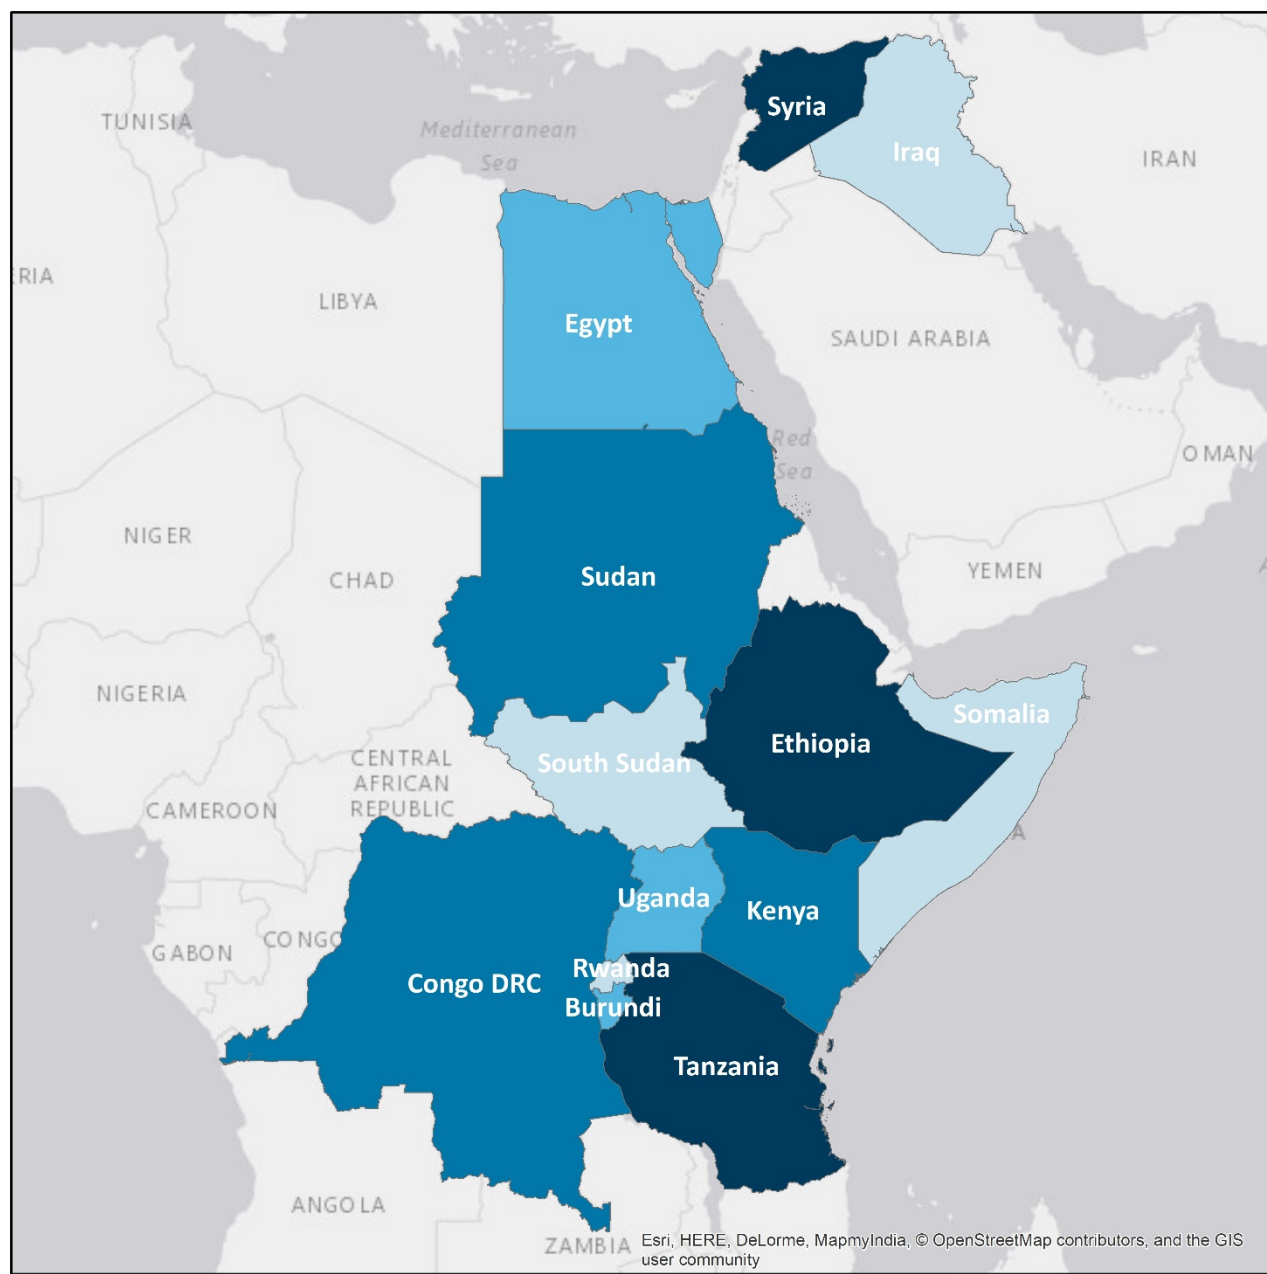 Syria
TUNISIA
Mediterranean
Sea
Iraq
IRAN
ERIA
LIBYA
Egypt
SAUDI ARABIA
Red
Sea
OMAN
NIGER
CHAD
Sudan
YEMEN
NIGERIA
Somalia
Ethiopia
South Sudan
CENTRAL
AFRICAN
REPUBLIC
CAMEROON
A
Uganda
Kenya
GABON
CONGO
Rwanda
Congo DRC
Burundi
Tanzania
ANGOLA
ZAMBIA
Esri, HERE, DeLorme, MapmyIndia, © OpenStreetMap contributors, and the GIS
user community